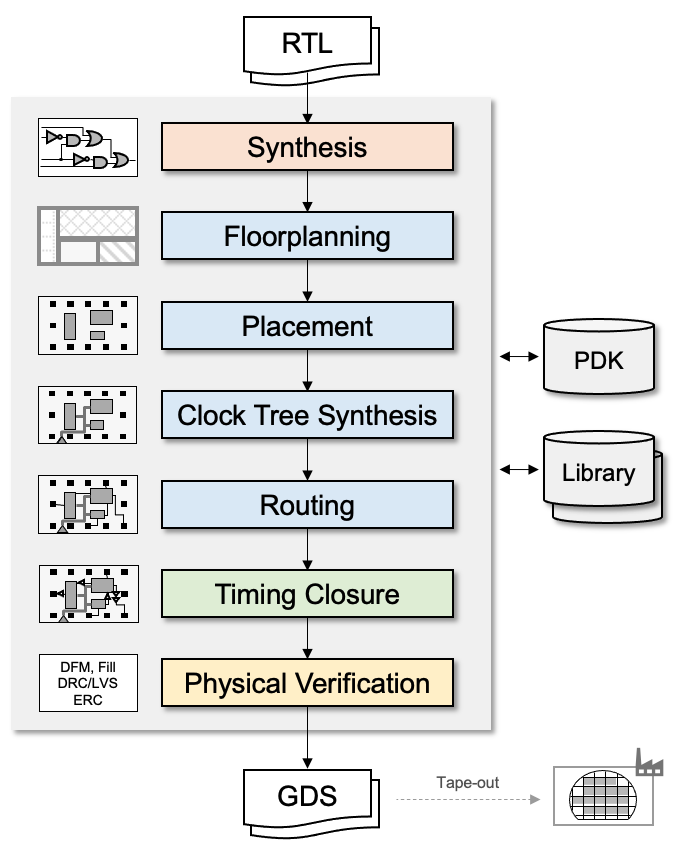 RTL
Synthesis
Floorplanning
Placement
PDK
Clock Tree Synthesis
Library
Routing
Timing Closure
DFM, Fill
DRC/LVS
ERC
Physical Verification
GDS
Tape-out